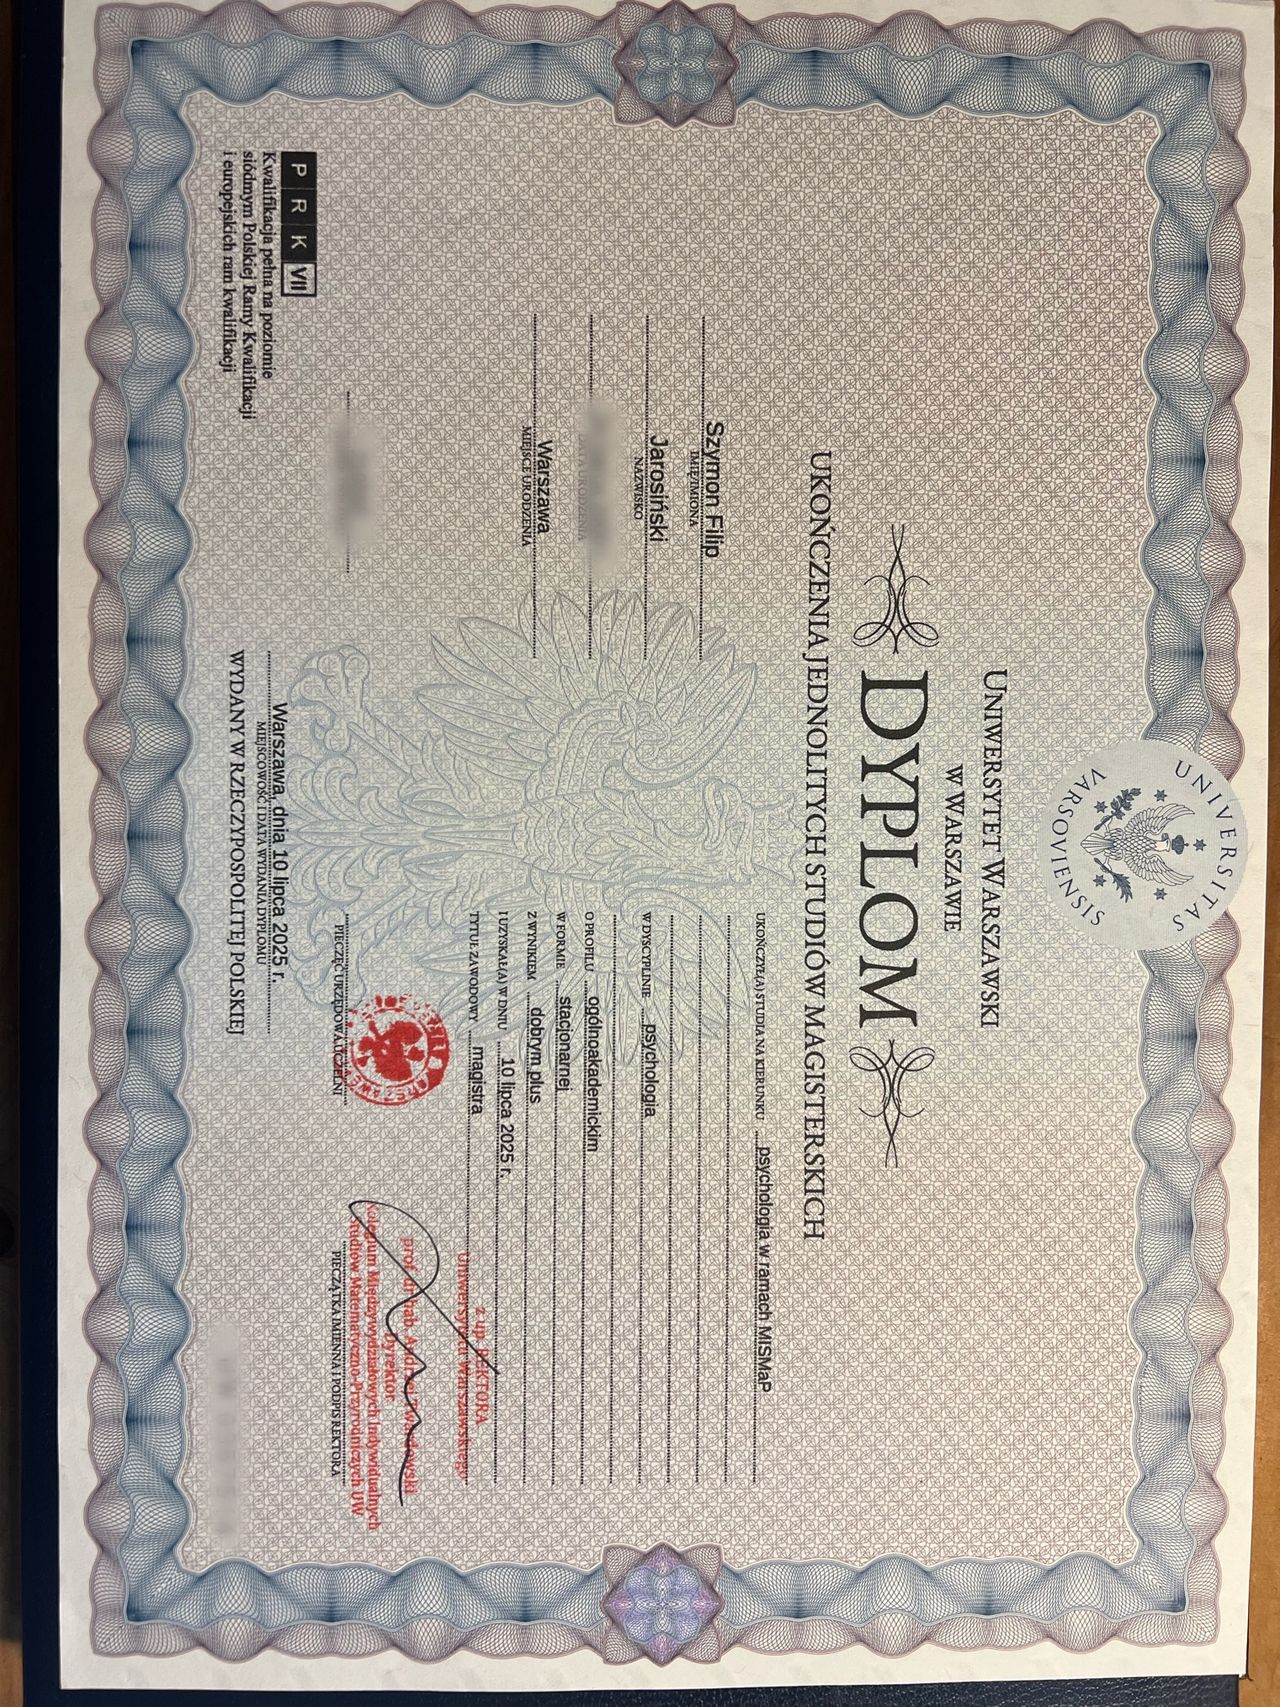 UNIVERSITAS
VARSOVIENSIS
UNIWERSYTET WARSZAWSKI
W WARSZAWIE
DYPLOM
UKOŃCZENIA JEDNOLITYCH STUDIÓW MAGISTERSKICH
Szymon Filip
IMIĘ/IMIONA
Jarosiński
NAZWISKO
DATA URODZENIA
Warszawa
MIEJSCE URODZENIA
UKOŃCZYŁ(A) STUDIA NA KIERUNKU psychologia w ramach MISMaP
W DYSCYPLINIE psychologia
O PROFILU ogólnoakademickim
W FORMIE stacjonarnej
Z WYNIKIEM dobrym plus
I UZYSKAŁ(A) W DNIU 10 lipca 2025 r.
TYTUŁ ZAWODOWY magistra
z up. REKTORA
Uniwersytetu Warszawskiego
prof. dr hab.
Dyrektor
Kolegium Międzywydziałowych Indywidualnych
Studiów Matematyczno-Przyrodniczych UW
PIECZĄTKA IMIENNA I PODPIS REKTORA
PIECZĘĆ URZĘDOWA UCZELNI
Warszawa, dnia 10 lipca 2025 r.
MIEJSCOWOŚĆ I DATA WYDANIA DYPLOMU
WYDANY W RZECZYPOSPOLITEJ POLSKIEJ
PRK VII
Kwalifikacja pełna na poziomie
siódmym Polskiej Ramy Kwalifikacji
i europejskich ram kwalifikacji